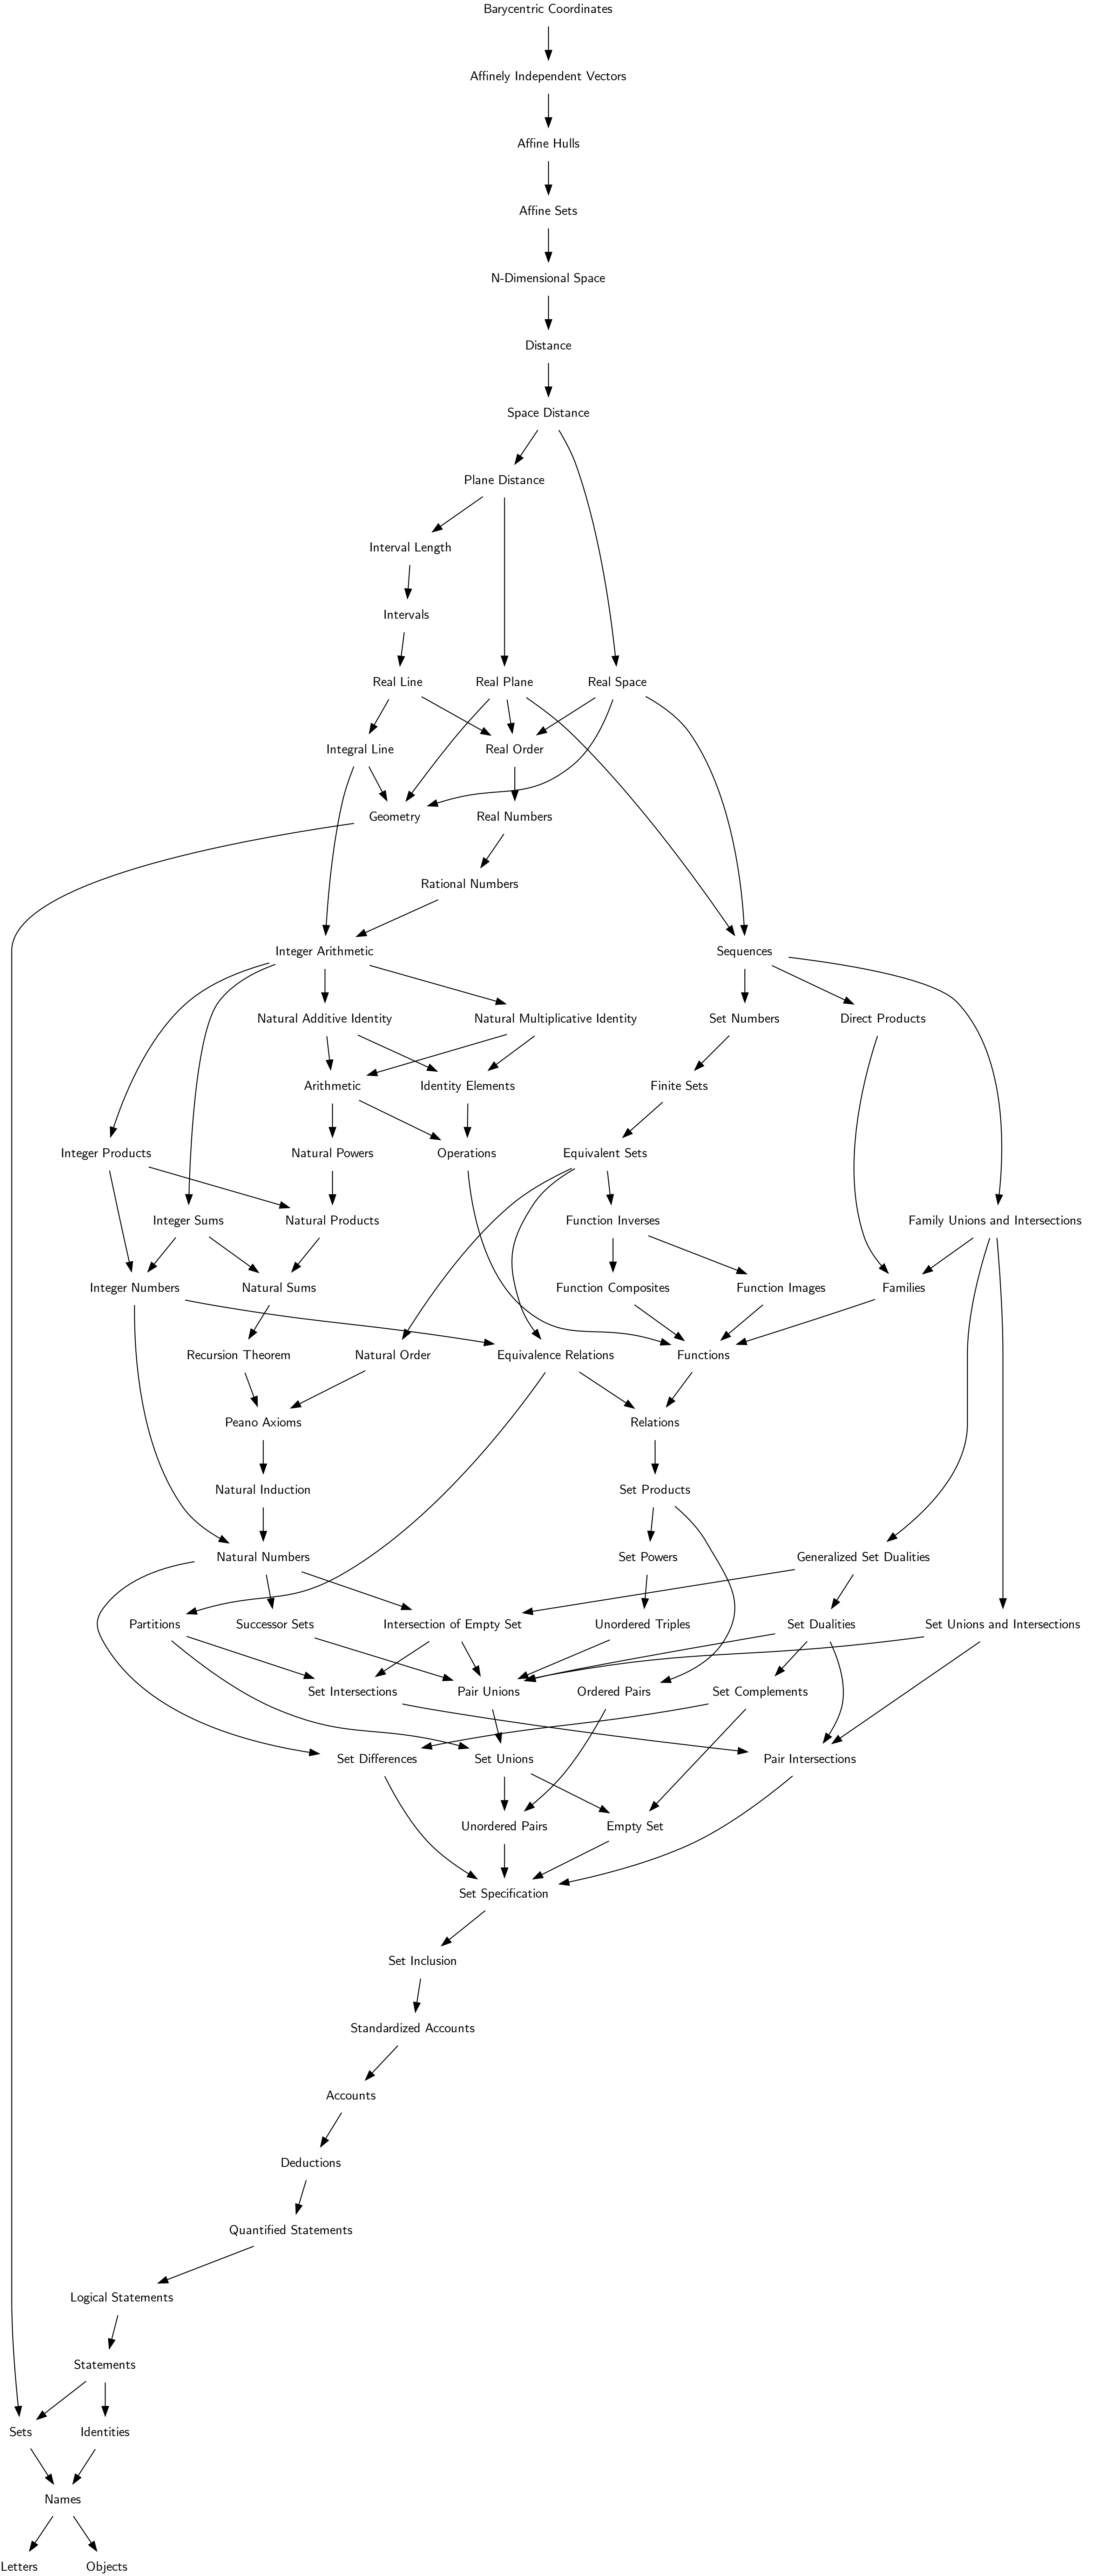 Barycentric Coordinates
Affinely Independent Vectors
Affine Hulls
Affine Sets
N-Dimensional Space
Distance
Space Distance
Plane Distance
Interval Length
Intervals
Real Line
Real Plane
Real Space
Integral Line
Real Order
Geometry
Real Numbers
Rational Numbers
Integer Arithmetic
Sequences
Natural Additive Identity
Natural Multiplicative Identity
Set Numbers
Direct Products
Arithmetic
Identity Elements
Finite Sets
Integer Products
Natural Powers
Operations
Equivalent Sets
Integer Sums
Natural Products
Function Inverses
Family Unions and Intersections
Integer Numbers
Natural Sums
Function Composites
Function Images
Families
Recursion Theorem
Natural Order
Equivalence Relations
Functions
Peano Axioms
Relations
Natural Induction
Set Products
Natural Numbers
Set Powers
Generalized Set Dualities
Partitions
Successor Sets
Intersection of Empty Set
Unordered Triples
Set Dualities
Set Unions and Intersections
Set Intersections
Pair Unions
Ordered Pairs
Set Complements
Set Differences
Set Unions
Pair Intersections
Unordered Pairs
Empty Set
Set Specification
Set Inclusion
Standardized Accounts
Accounts
Deductions
Quantified Statements
Logical Statements
Statements
Sets
Identities
Names
Letters
Objects